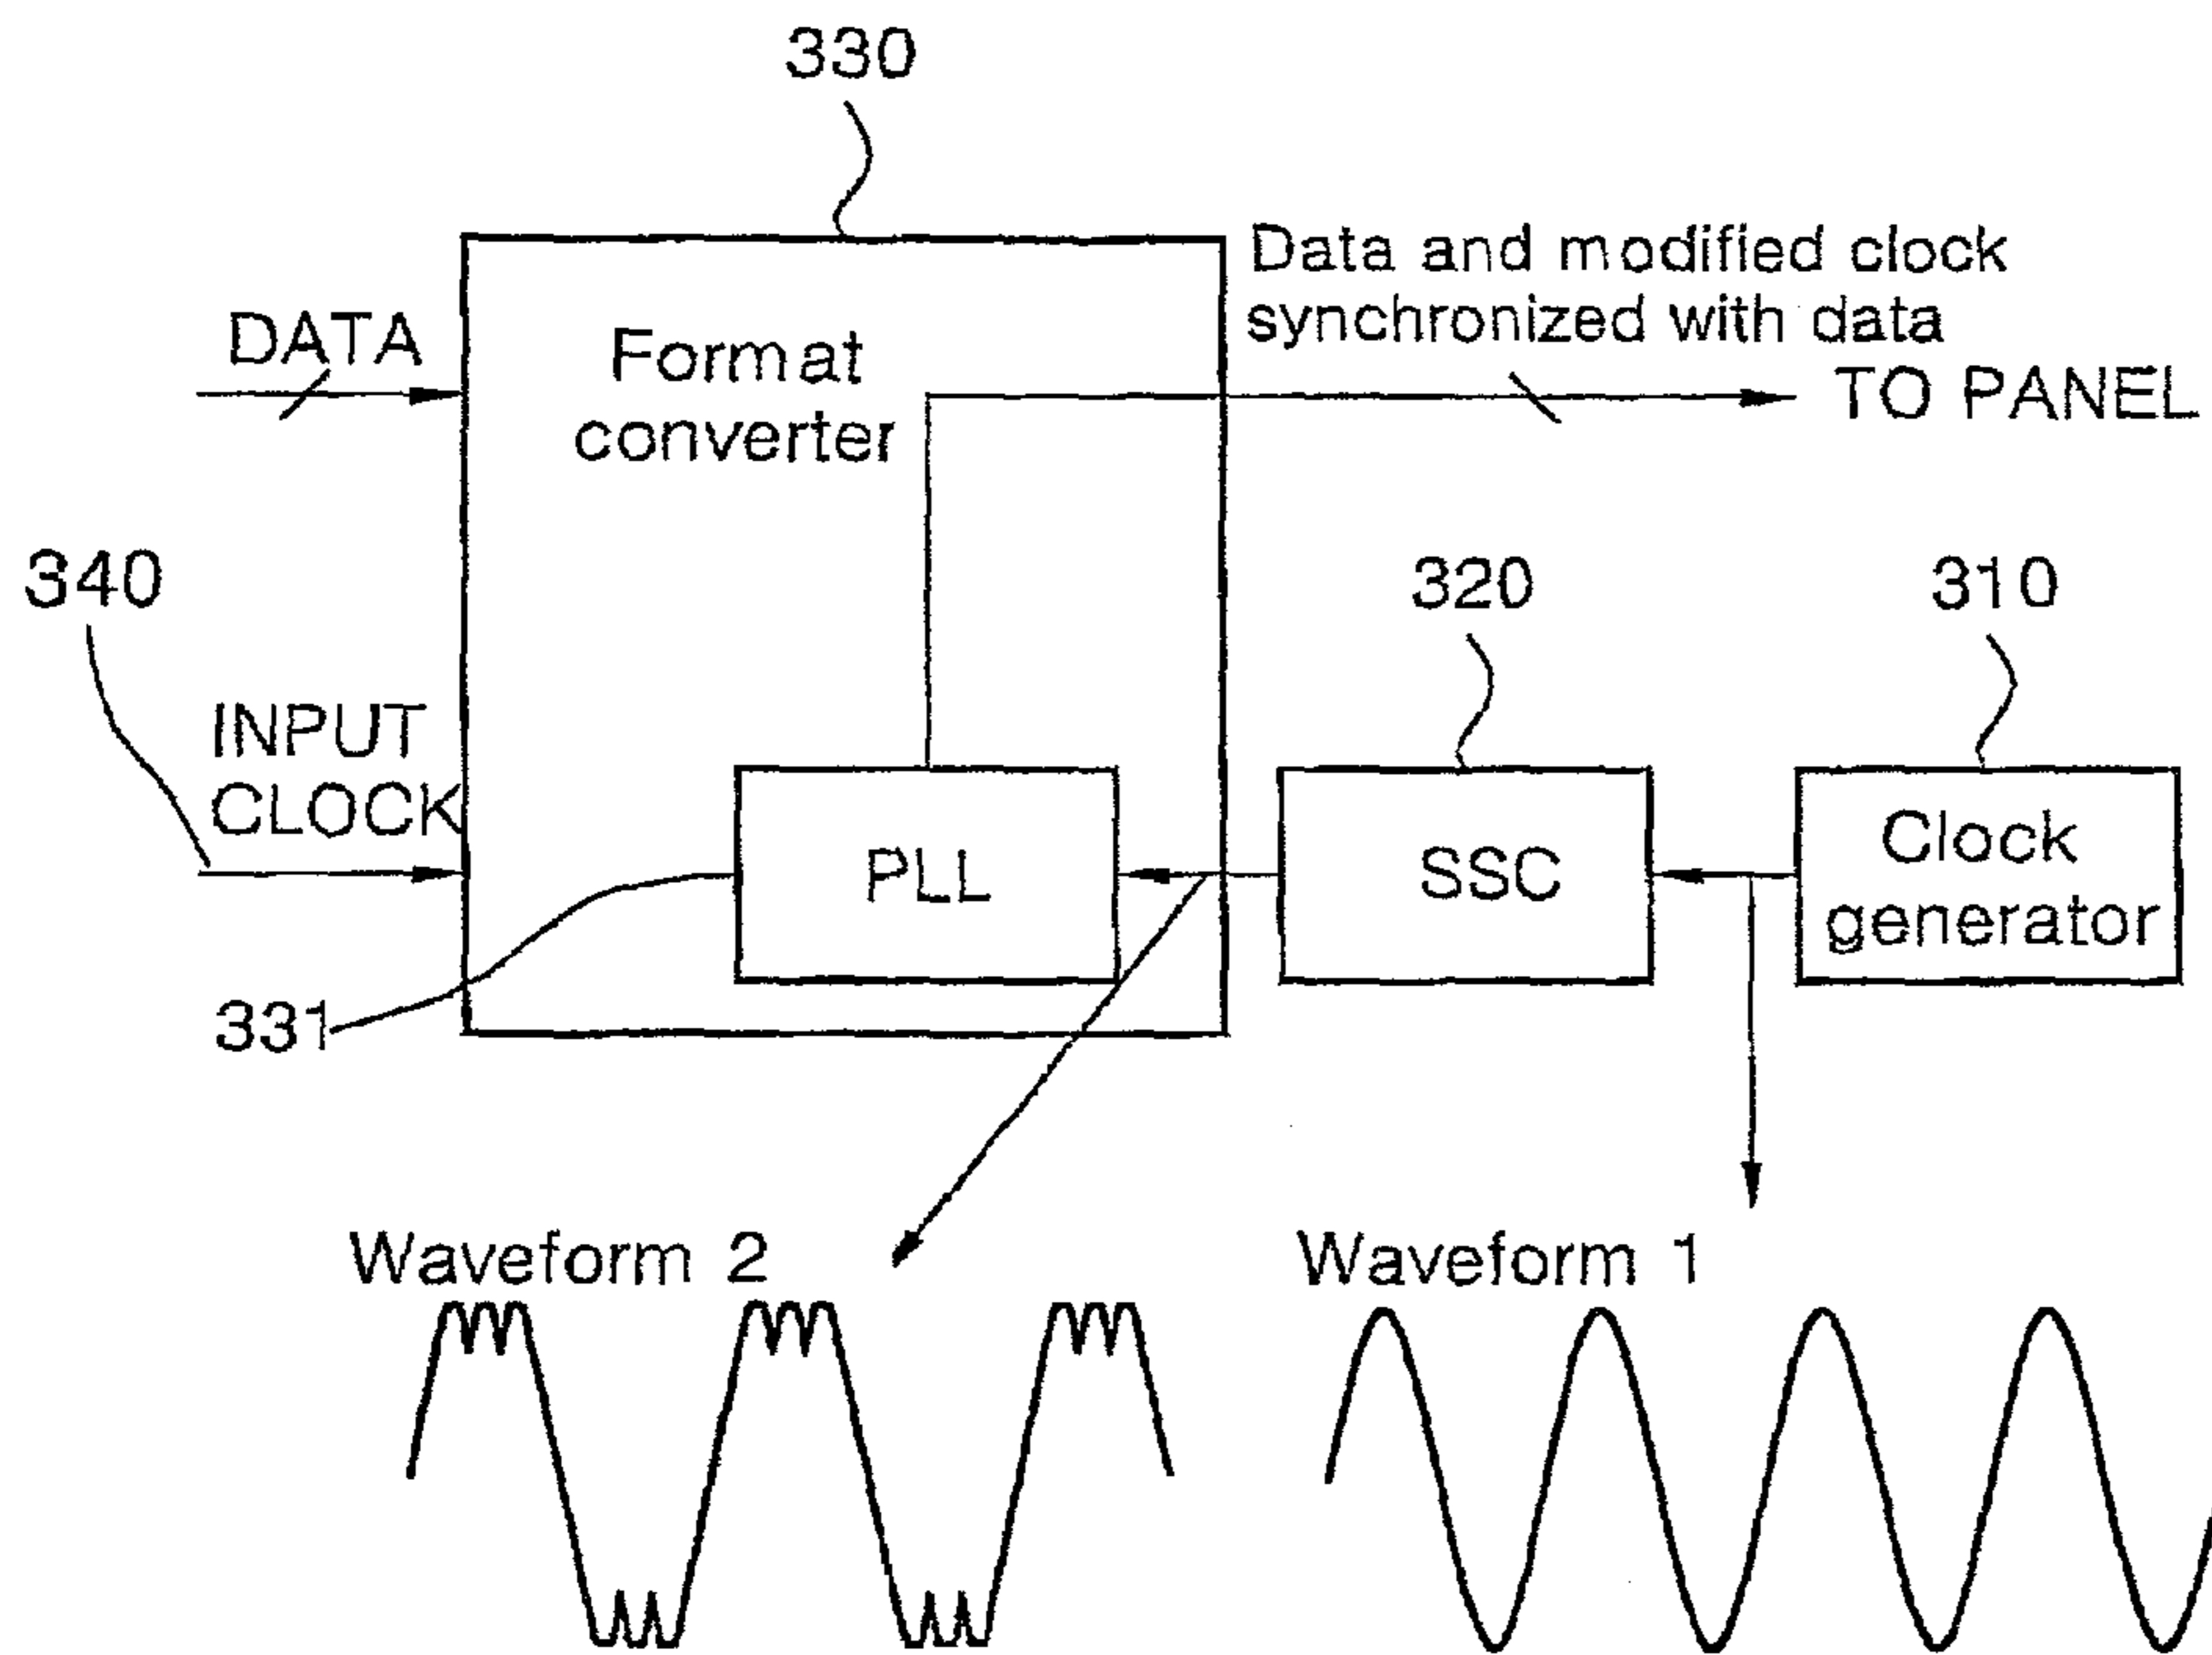 330
Data and modified clock
synchronized with data
DATA
Format
converter
TO PANEL
340
320
310
INPUT
CLOCK
PLL
SSC
Clock
generator
331
Waveform 2
Waveform 1